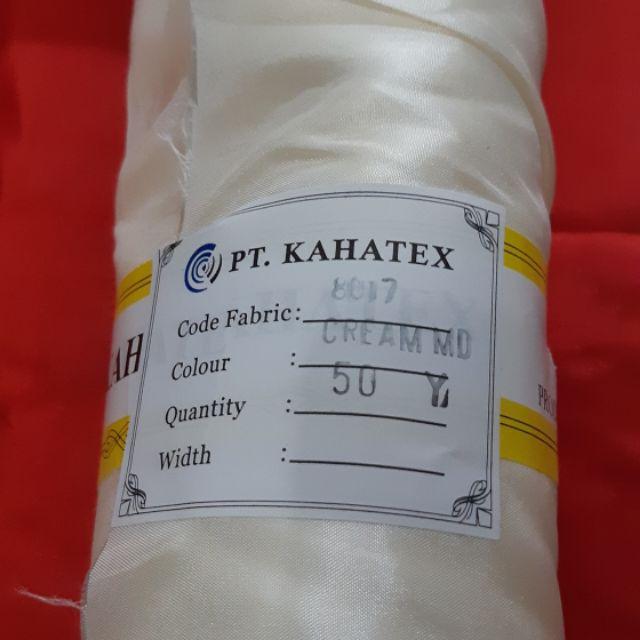 PT. KAHATEX
Code Fabric: 8017
Colour : CREAM MD
Quantity : 50 Y
Width :